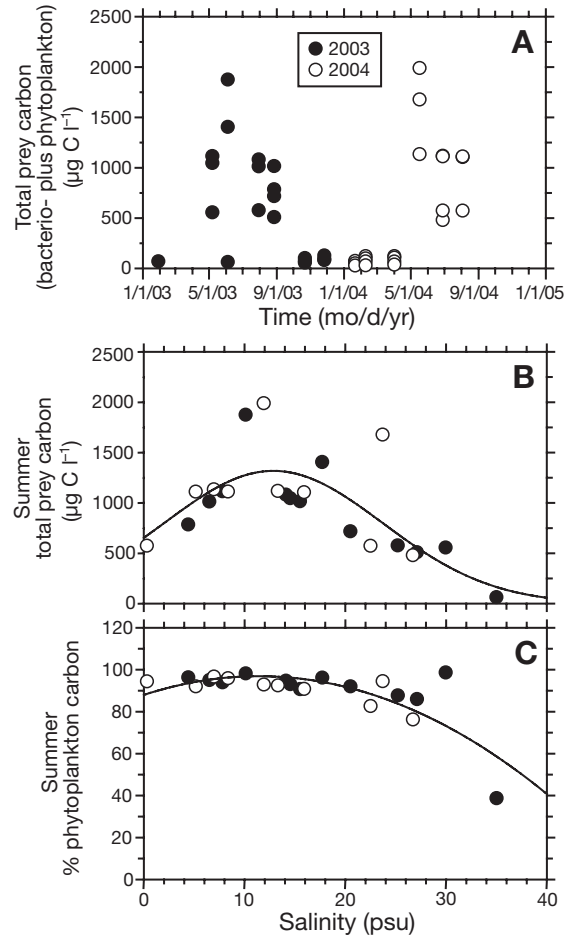 A
2003
2004
Total prey carbon
(bacterio- plus phytoplankton)
(µg C l⁻¹)
2500
2000
1500
1000
500
0
1/1/03 5/1/03 9/1/03 1/1/04 5/1/04 9/1/04 1/1/05
Time (mo/d/yr)
B
Summer
total prey carbon
(µg C l⁻¹)
2500
2000
1500
1000
500
0
C
Summer
% phytoplankton carbon
120
100
80
60
40
20
0
0 10 20 30 40
Salinity (psu)